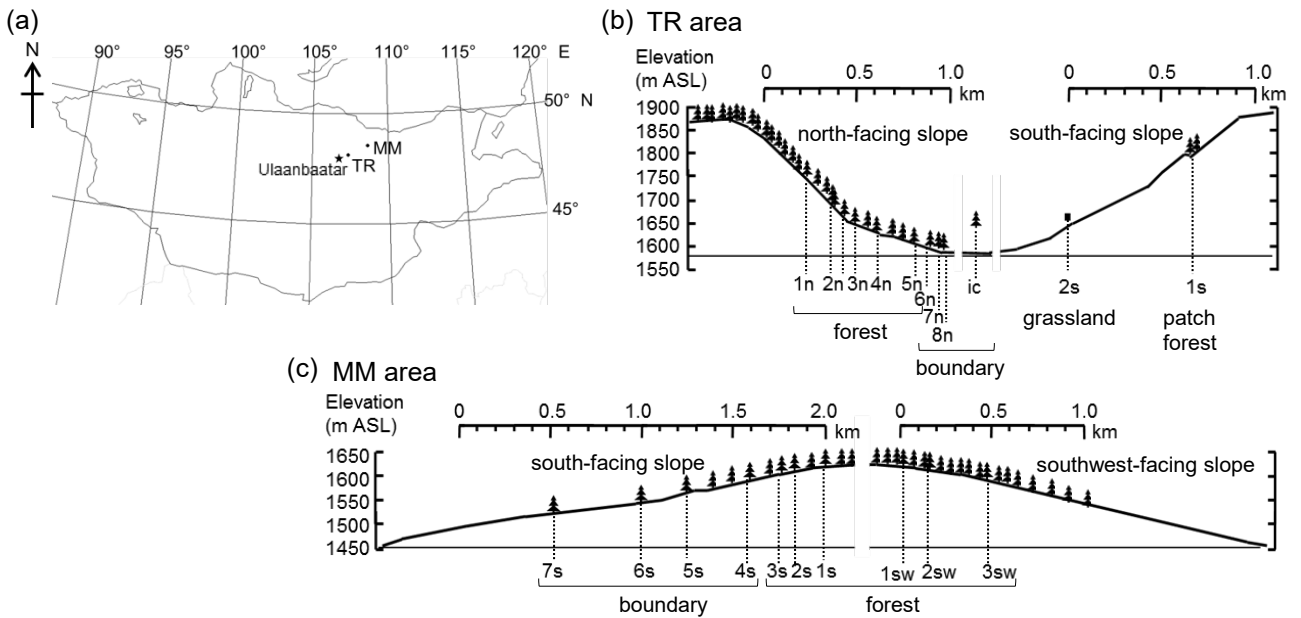 (a)
N
90° 95° 100° 105° 110° 115° 120° E
50° N
MM
Ulaanbaatar TR
45°
(b) TR area
Elevation
(m ASL)
0 0.5 1.0
km
0 0.5 1.0
km
1900
1850
1800
1750
1700
1650
1600
1550
north-facing slope
south-facing slope
1n 2n 3n 4n 5n 6n 7n 8n ic 2s 1s
forest
boundary
grassland
patch
forest
(c) MM area
Elevation
(m ASL)
0 0.5 1.0 1.5 2.0
km
0 0.5 1.0
km
1650
1600
1550
1500
1450
south-facing slope
southwest-facing slope
7s 6s 5s 4s 3s 2s 1s 1sw 2sw 3sw
boundary
forest